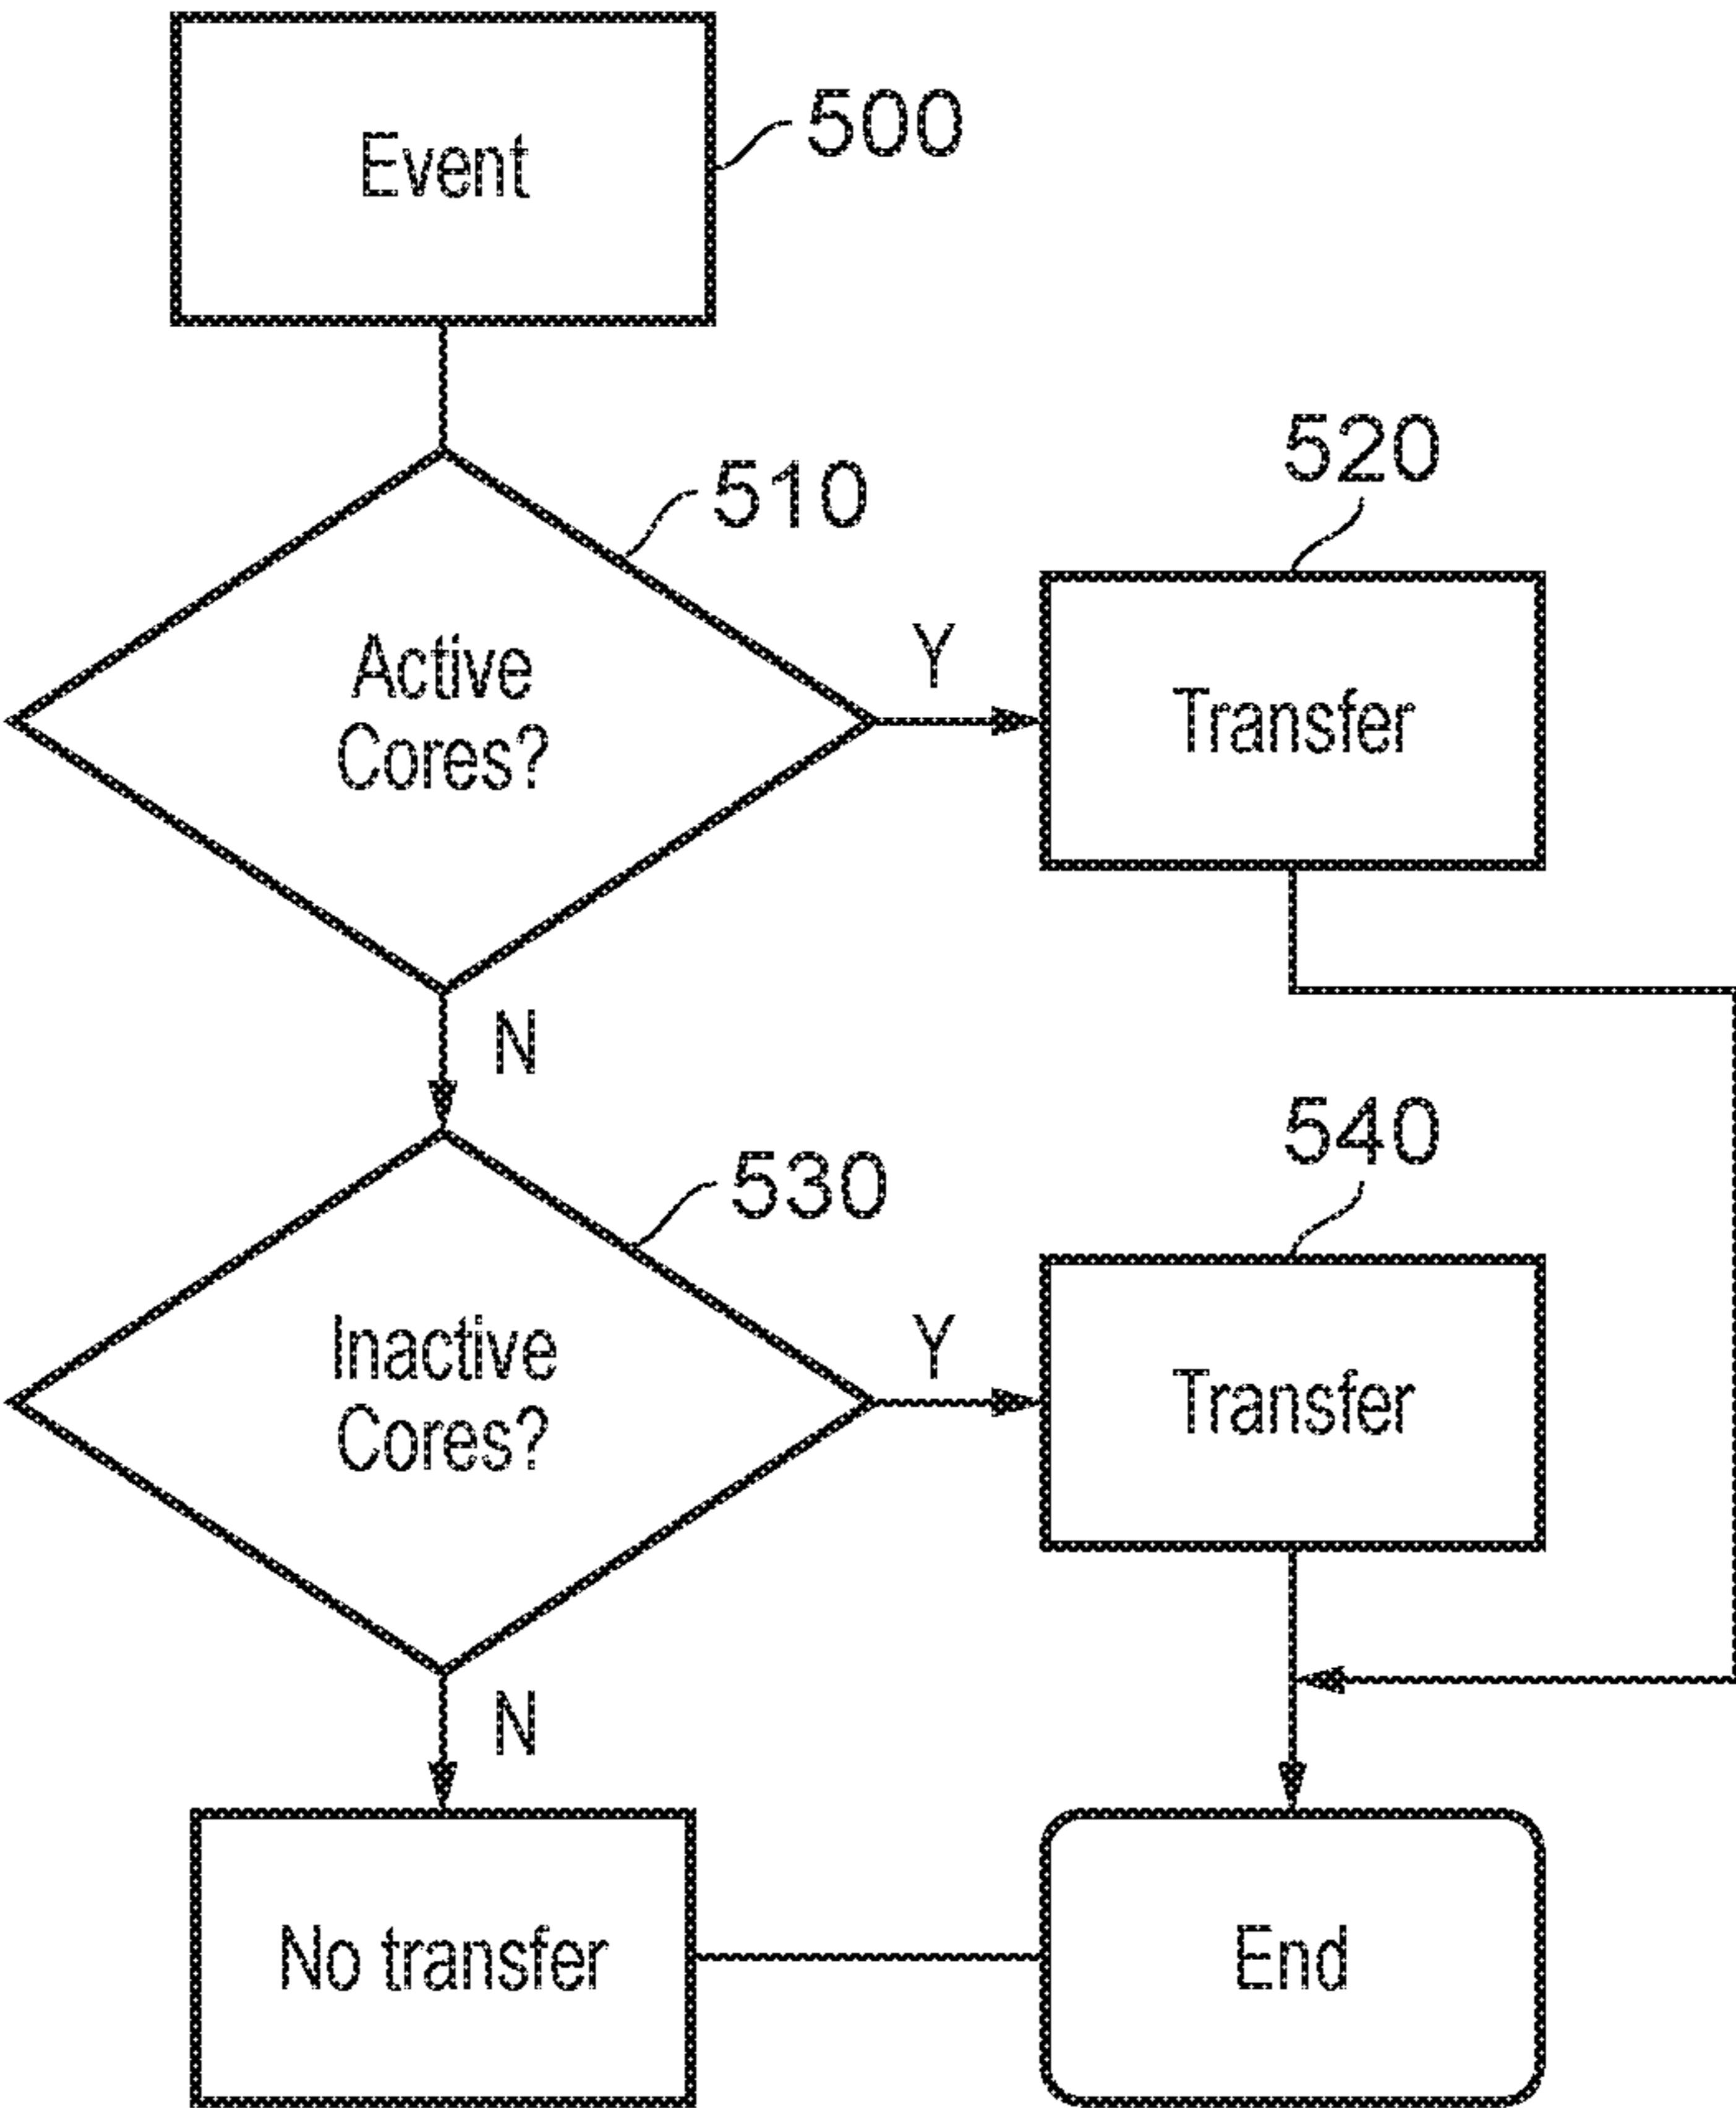 Event
500
510
Active
Cores?
Y
520
Transfer
N
530
Inactive
Cores?
Y
540
Transfer
N
No transfer
End